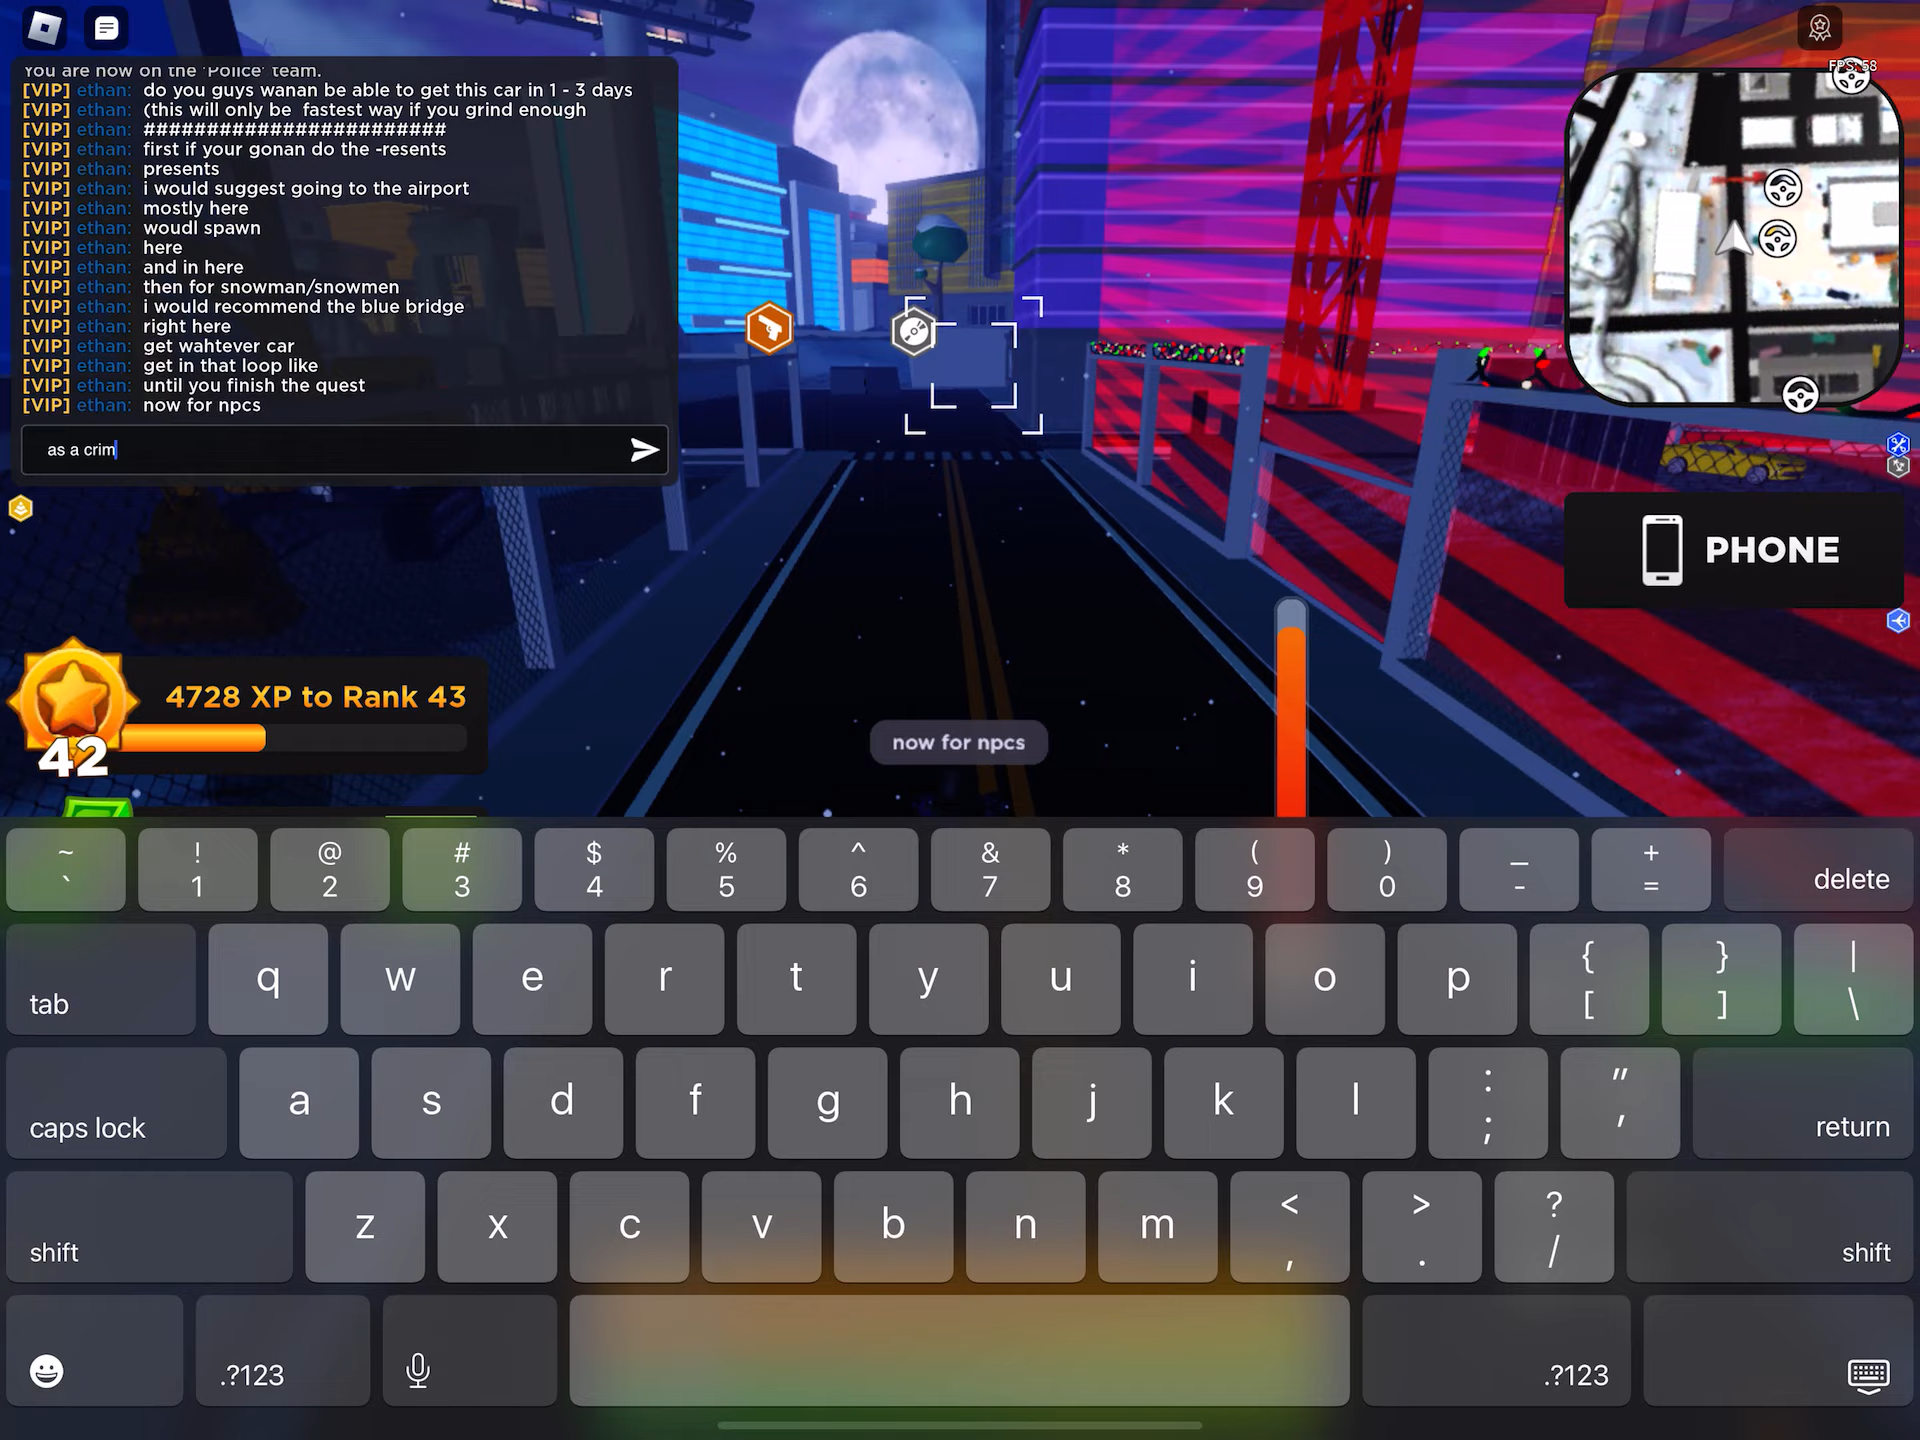 You are now on the 'Police' team.
[VIP] ethan: do you guys wanan be able to get this car in 1 - 3 days
[VIP] ethan: (this will only be  fastest way if you grind enough
[VIP] ethan: ########################
[VIP] ethan: first if your gonan do the -resents
[VIP] ethan: presents
[VIP] ethan: i would suggest going to the airport
[VIP] ethan: mostly here
[VIP] ethan: woudl spawn
[VIP] ethan: here
[VIP] ethan: and in here
[VIP] ethan: then for snowman/snowmen
[VIP] ethan: i would recommend the blue bridge
[VIP] ethan: right here
[VIP] ethan: get wahtever car
[VIP] ethan: get in that loop like
[VIP] ethan: until you finish the quest
[VIP] ethan: now for npcs
as a crim
FPS: 58
PHONE
4728 XP to Rank 43
42
now for npcs
~ ! @ # $ % ^ & * ( ) _ +
` 1 2 3 4 5 6 7 8 9 0 - = delete
tab q w e r t y u i o p { [ } ] | \
caps lock a s d f g h j k l : ; " ' return
shift z x c v b n m < , > . ? / shift
.?123 .?123